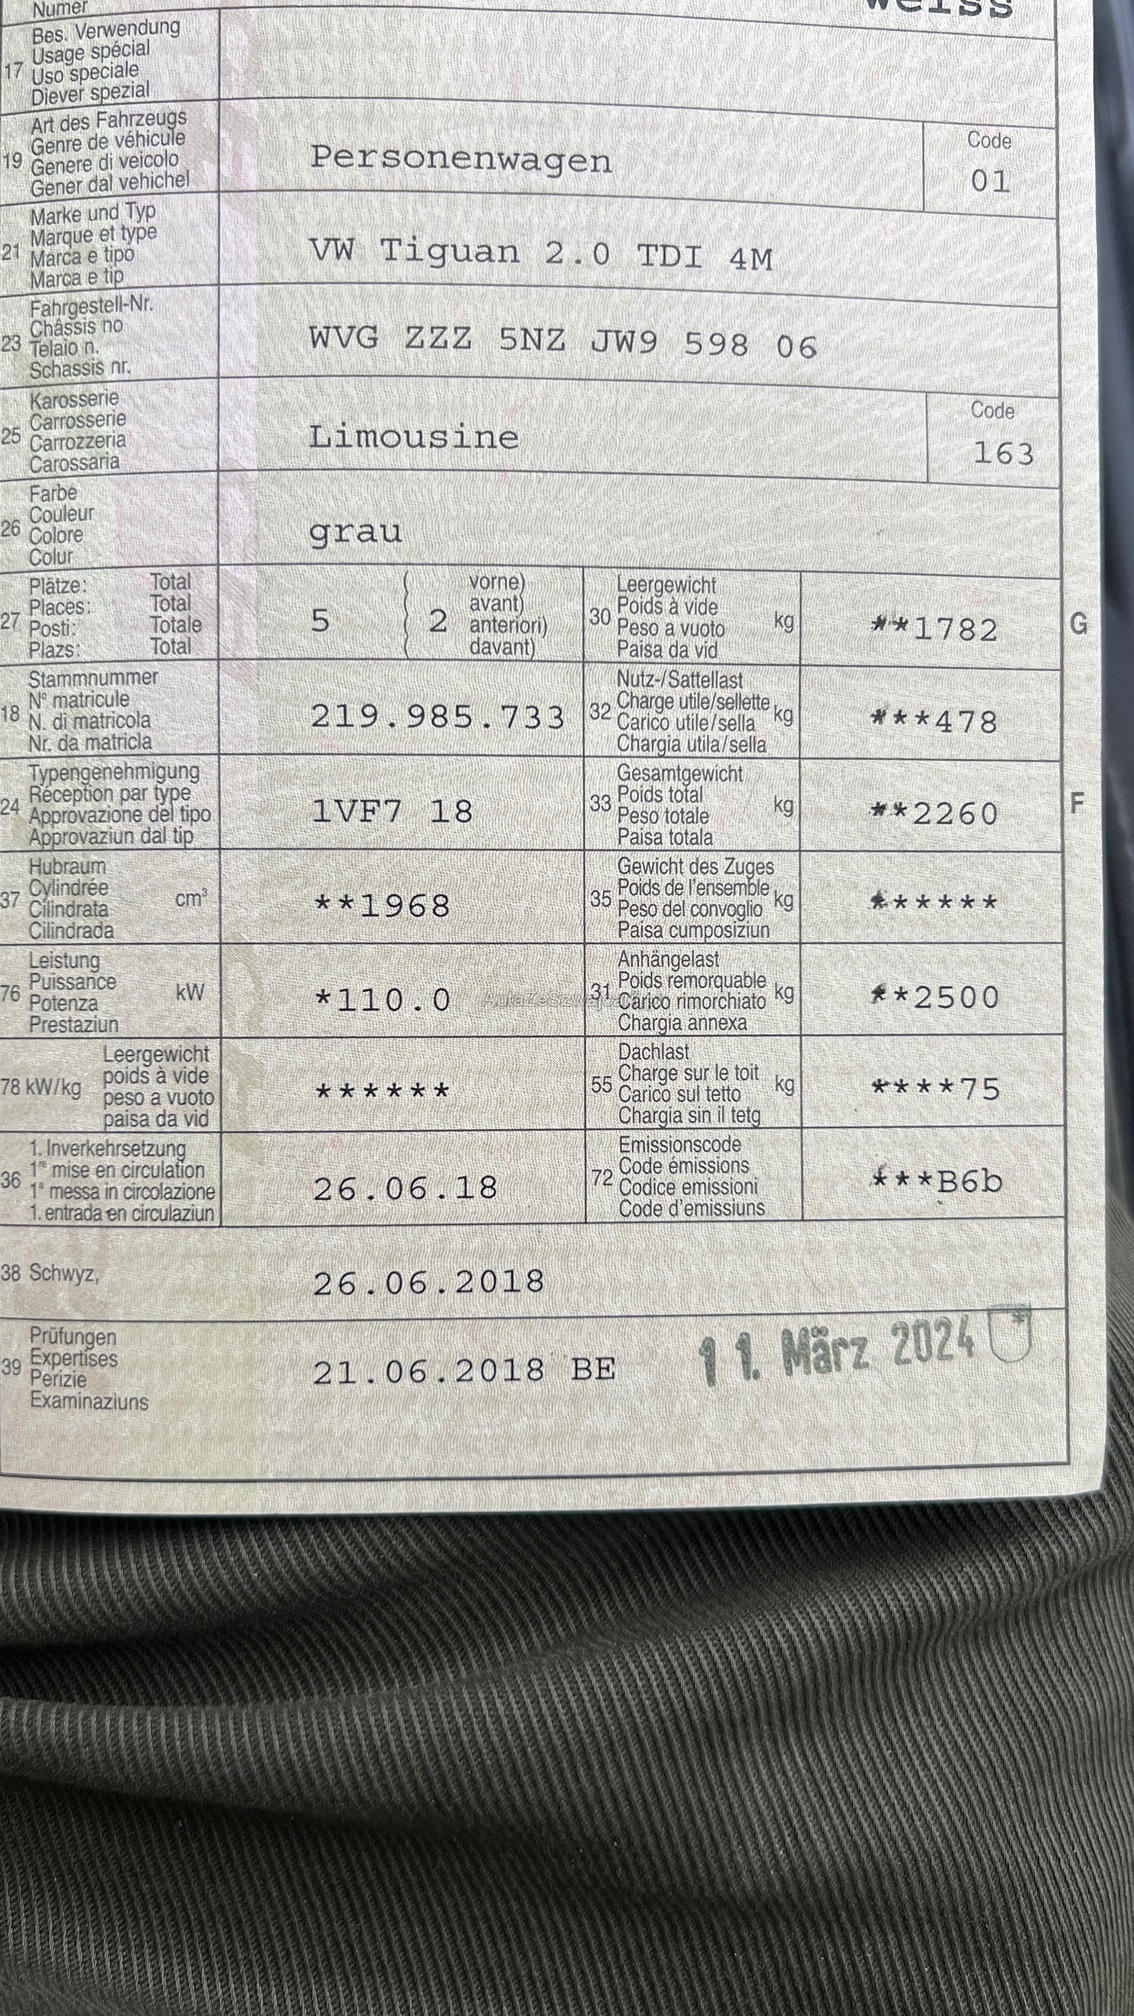 Numer
weiss
17 Bes. Verwendung
Usage spécial
Uso speciale
Diever spezial
19 Art des Fahrzeugs
Genre de véhicule
Genere di veicolo
Gener dal vehichel
Personenwagen
Code
01
21 Marke und Typ
Marque et type
Marca e tipo
Marca e tip
VW Tiguan 2.0 TDI 4M
23 Fahrgestell-Nr.
Châssis no
Telaio n.
Schassis nr.
WVG ZZZ 5NZ JW9 598 06
25 Karosserie
Carrosserie
Carrozzeria
Carossaria
Limousine
Code
163
26 Farbe
Couleur
Colore
Colur
grau
27 Plätze: Total
Places: Total
Posti: Totale
Plazs: Total
5 ( 2 vorne)
avant)
anteriori)
davant)
30 Leergewicht
Poids à vide
Peso a vuoto
Paisa da vid
kg
**1782
G
18 Stammnummer
N° matricule
N. di matricola
Nr. da matricla
219.985.733
32 Nutz-/Sattellast
Charge utile/sellette
Carico utile/sella
Chargia utila/sella
kg
***478
24 Typengenehmigung
Réception par type
Approvazione del tipo
Approvaziun dal tip
1VF7 18
33 Gesamtgewicht
Poids total
Peso totale
Paisa totala
kg
**2260
F
37 Hubraum
Cylindrée
Cilindrata
Cilindrada
cm³
**1968
35 Gewicht des Zuges
Poids de l'ensemble
Peso del convoglio
Paisa cumposiziun
kg
******
76 Leistung
Puissance
Potenza
Prestaziun
kW
*110.0
31 Anhängelast
Poids remorquable
Carico rimorchiato
Chargia annexa
kg
**2500
78 kW/kg Leergewicht
poids à vide
peso a vuoto
paisa da vid
******
55 Dachlast
Charge sur le toit
Carico sul tetto
Chargia sin il tetg
kg
****75
36 1. Inverkehrsetzung
1re mise en circulation
1a messa in circolazione
1. entrada en circulaziun
26.06.18
72 Emissionscode
Code émissions
Codice emissioni
Code d'emissiuns
***B6b
38 Schwyz,
26.06.2018
39 Prüfungen
Expertises
Perizie
Examinaziuns
21.06.2018 BE
11. März 2024